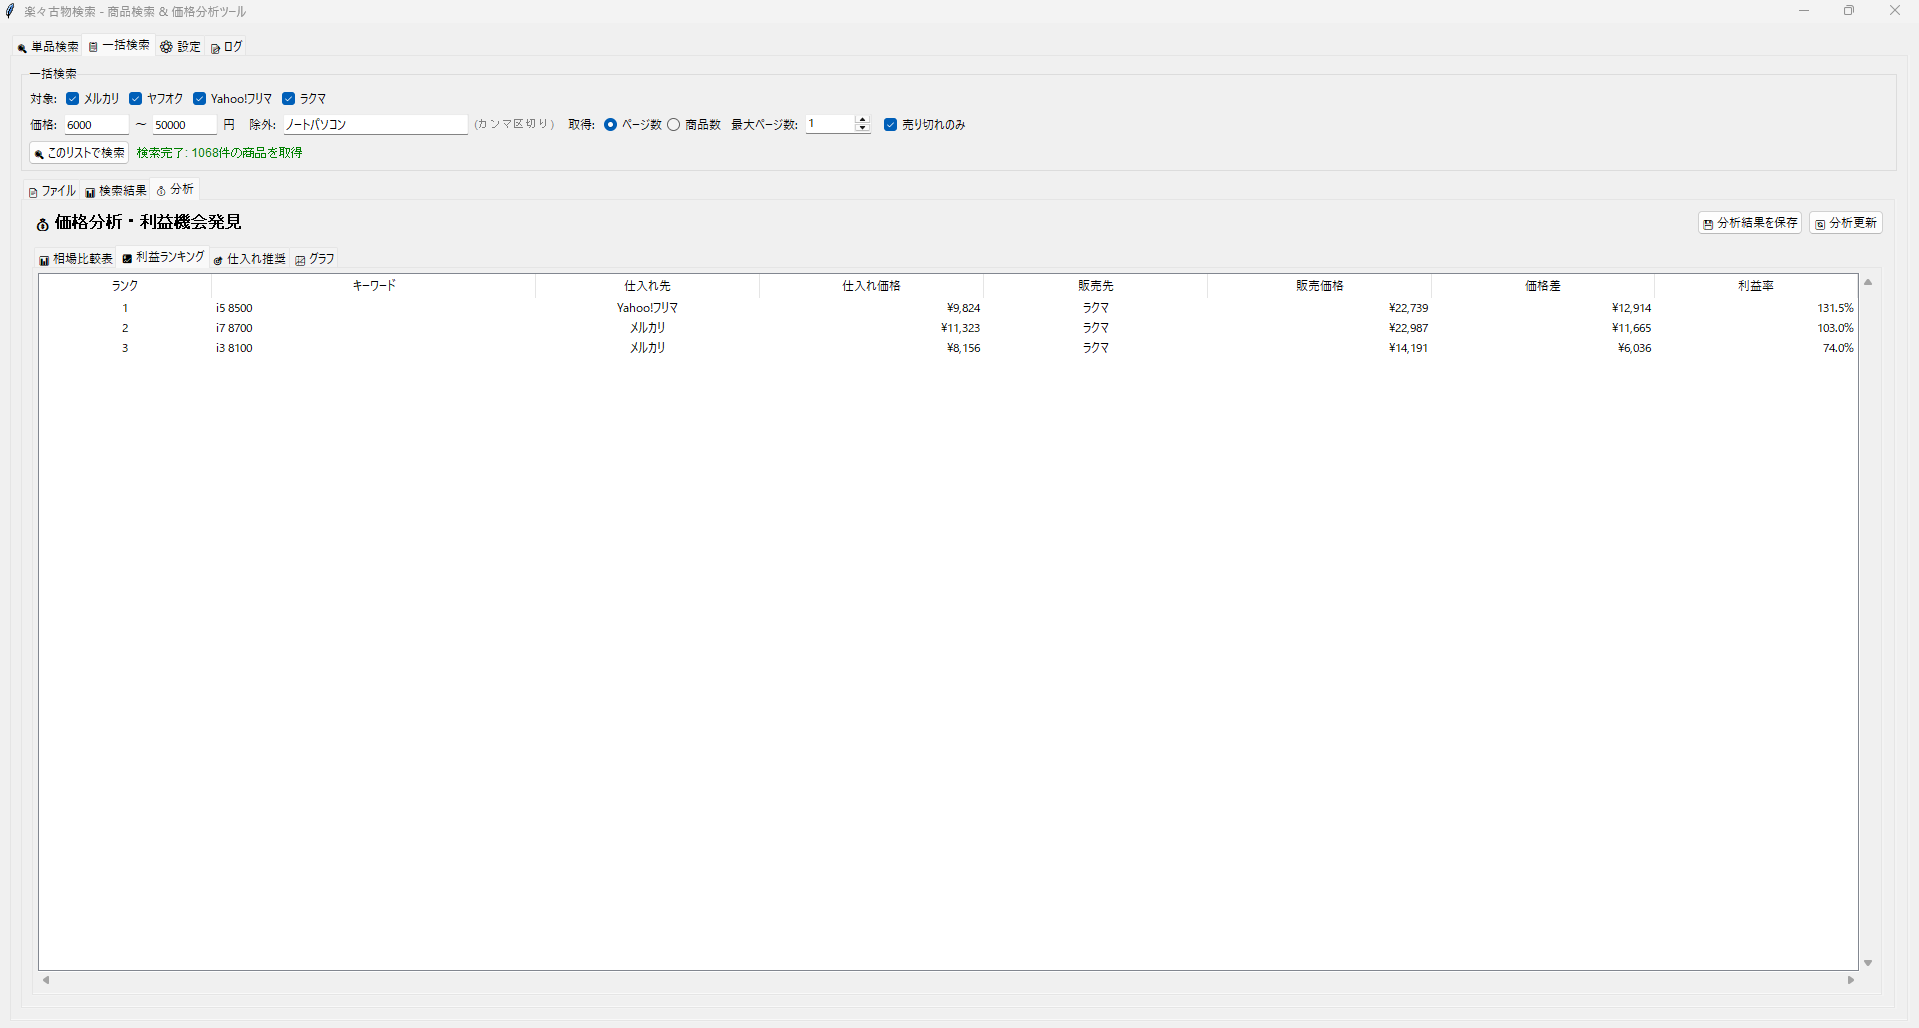 楽々古物検索 - 商品検索 & 価格分析ツール
単品検索 一括検索 設定 ログ
一括検索
対象: メルカリ ヤフオク Yahoo!フリマ ラクマ
価格: 6000 ～ 50000 円 除外: ノートパソコン (カンマ区切り) 取得: ページ数 商品数 最大ページ数: 1 売り切れのみ
このリストで検索 検索完了: 1068件の商品を取得
ファイル 検索結果 分析
価格分析・利益機会発見 分析結果を保存 分析更新
相場比較表 利益ランキング 仕入れ推奨 グラフ
ランク キーワード 仕入れ先 仕入れ価格 販売先 販売価格 価格差 利益率
1 i5 8500 Yahoo!フリマ ¥9,824 ラクマ ¥22,739 ¥12,914 131.5%
2 i7 8700 メルカリ ¥11,323 ラクマ ¥22,987 ¥11,665 103.0%
3 i3 8100 メルカリ ¥8,156 ラクマ ¥14,191 ¥6,036 74.0%